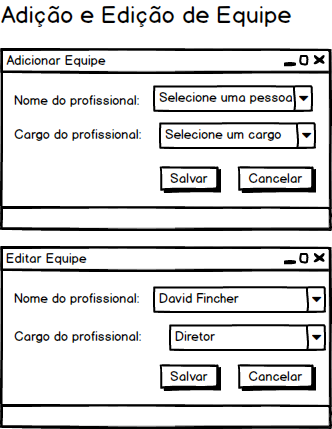 Adição e Edição de Equipe
Adicionar Equipe
Nome do profissional: Selecione uma pessoa
Cargo do profissional: Selecione um cargo
Salvar Cancelar
Editar Equipe
Nome do profissional: David Fincher
Cargo do profissional: Diretor
Salvar Cancelar